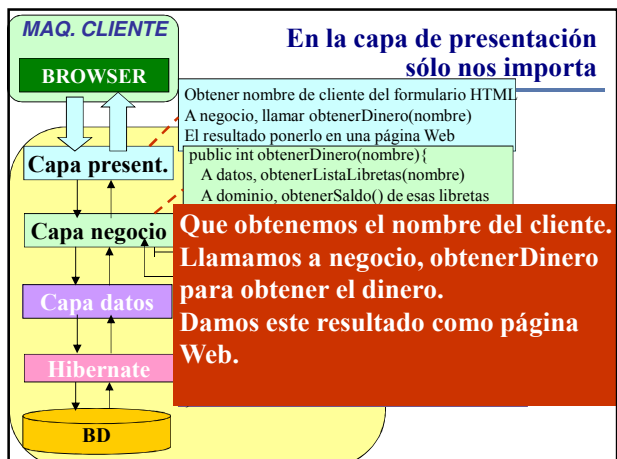 MAQ. CLIENTE
BROWSER
En la capa de presentación
sólo nos importa
Obtener nombre de cliente del formulario HTML
A negocio, llamar obtenerDinero(nombre)
El resultado ponerlo en una página Web
Capa present.
public int obtenerDinero(nombre){
A datos, obtenerListaLibretas(nombre)
A dominio, obtenerSaldo() de esas libretas
Capa negocio
Que obtenemos el nombre del cliente.
Llamamos a negocio, obtenerDinero
para obtener el dinero.
Damos este resultado como página
Web.
Capa datos
Hibernate
BD